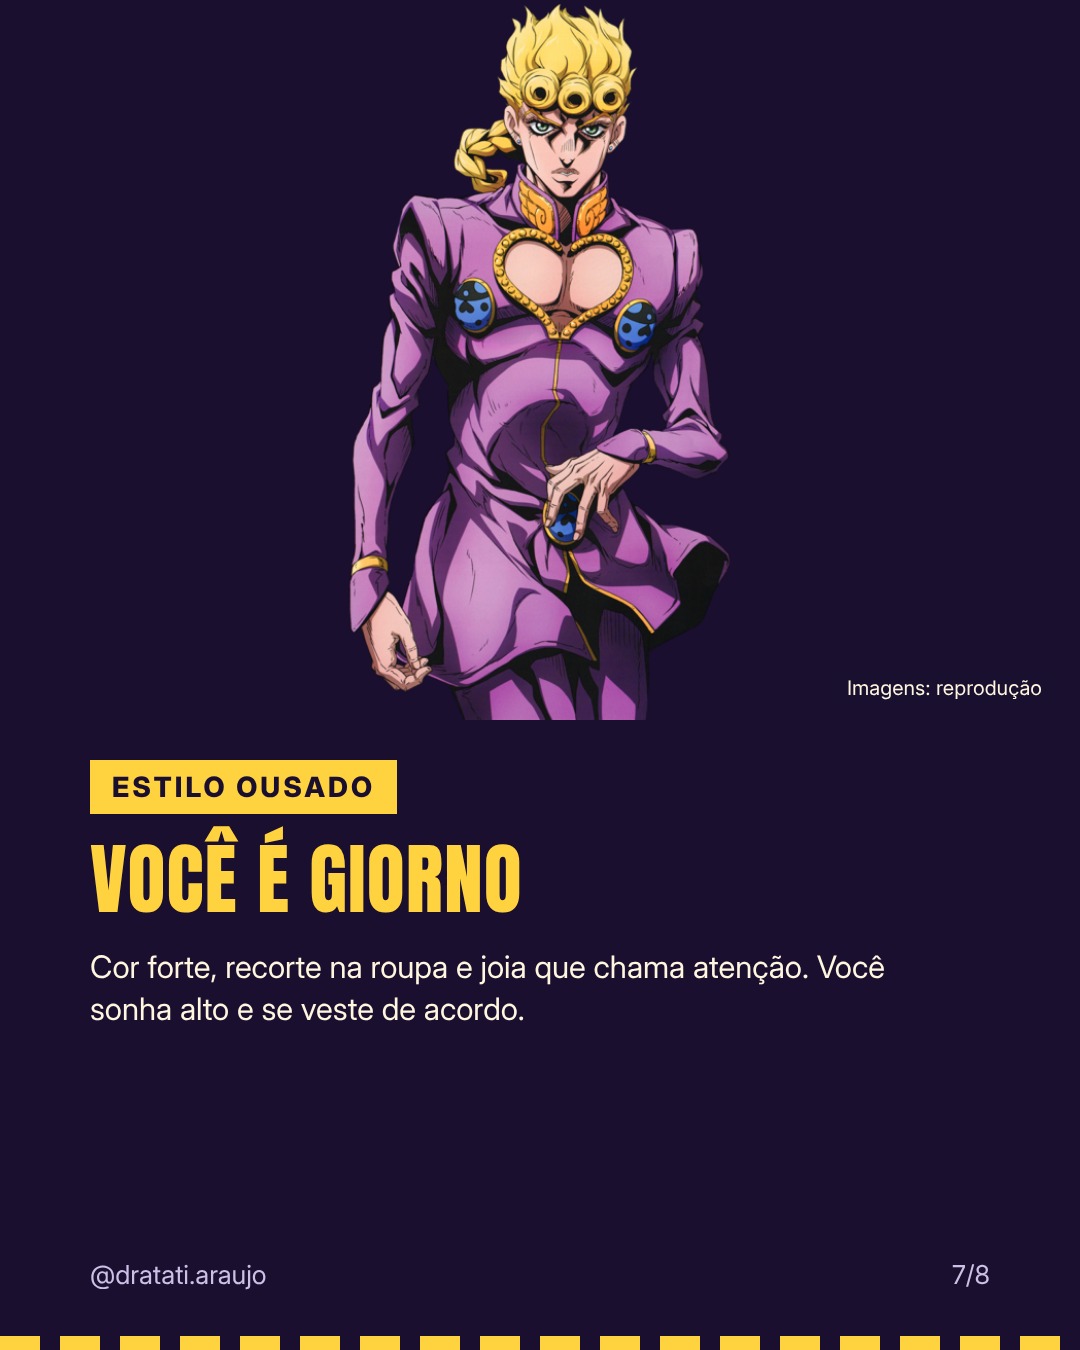 Imagens: reprodução
ESTILO OUSADO
VOCÊ É GIORNO
Cor forte, recorte na roupa e joia que chama atenção. Você
sonha alto e se veste de acordo.
@dratati.araujo
7/8